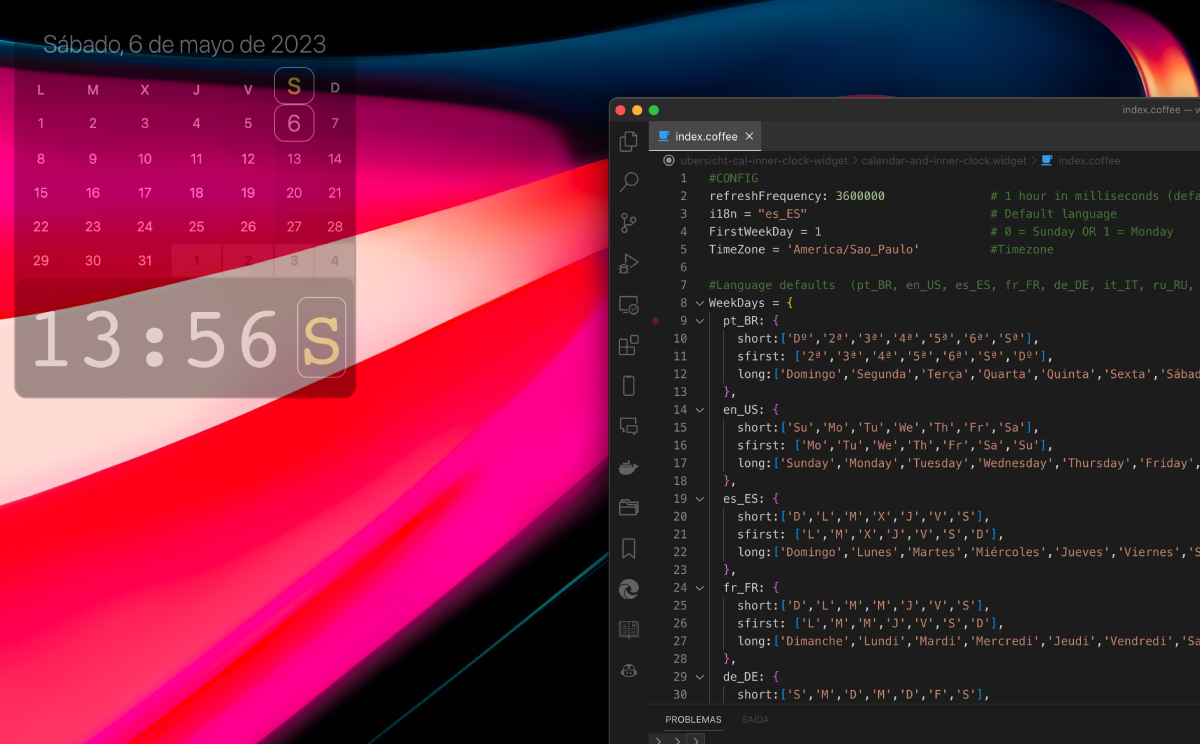 Sábado, 6 de mayo de 2023
L M X J V S D
1 2 3 4 5 6 7
8 9 10 11 12 13 14
15 16 17 18 19 20 21
22 23 24 25 26 27 28
29 30 31 1 2 3 4
13:56 S
index.coffee —
index.coffee
ubersicht-cal-inner-clock-widget > calendar-and-inner-clock.widget > index.coffee
1 #CONFIG
2 refreshFrequency: 3600000 # 1 hour in milliseconds (defa
3 i18n = "es_ES" # Default language
4 FirstWeekDay = 1 # 0 = Sunday OR 1 = Monday
5 TimeZone = 'America/Sao_Paulo' #Timezone
6
7 #Language defaults (pt_BR, en_US, es_ES, fr_FR, de_DE, it_IT, ru_RU,
8 WeekDays = {
9 pt_BR: {
10 short:['Dº','2ª','3ª','4ª','5ª','6ª','Sª'],
11 sfirst: ['2ª','3ª','4ª','5ª','6ª','Sª','Dº'],
12 long:['Domingo','Segunda','Terça','Quarta','Quinta','Sexta','Sábad
13 },
14 en_US: {
15 short:['Su','Mo','Tu','We','Th','Fr','Sa'],
16 sfirst: ['Mo','Tu','We','Th','Fr','Sa','Su'],
17 long:['Sunday','Monday','Tuesday','Wednesday','Thursday','Friday',
18 },
19 es_ES: {
20 short:['D','L','M','X','J','V','S'],
21 sfirst: ['L','M','X','J','V','S','D'],
22 long:['Domingo','Lunes','Martes','Miércoles','Jueves','Viernes','S
23 },
24 fr_FR: {
25 short:['D','L','M','M','J','V','S'],
26 sfirst: ['L','M','M','J','V','S','D'],
27 long:['Dimanche','Lundi','Mardi','Mercredi','Jeudi','Vendredi','Sa
28 },
29 de_DE: {
30 short:['S','M','D','M','D','F','S'],
PROBLEMAS SAÍDA